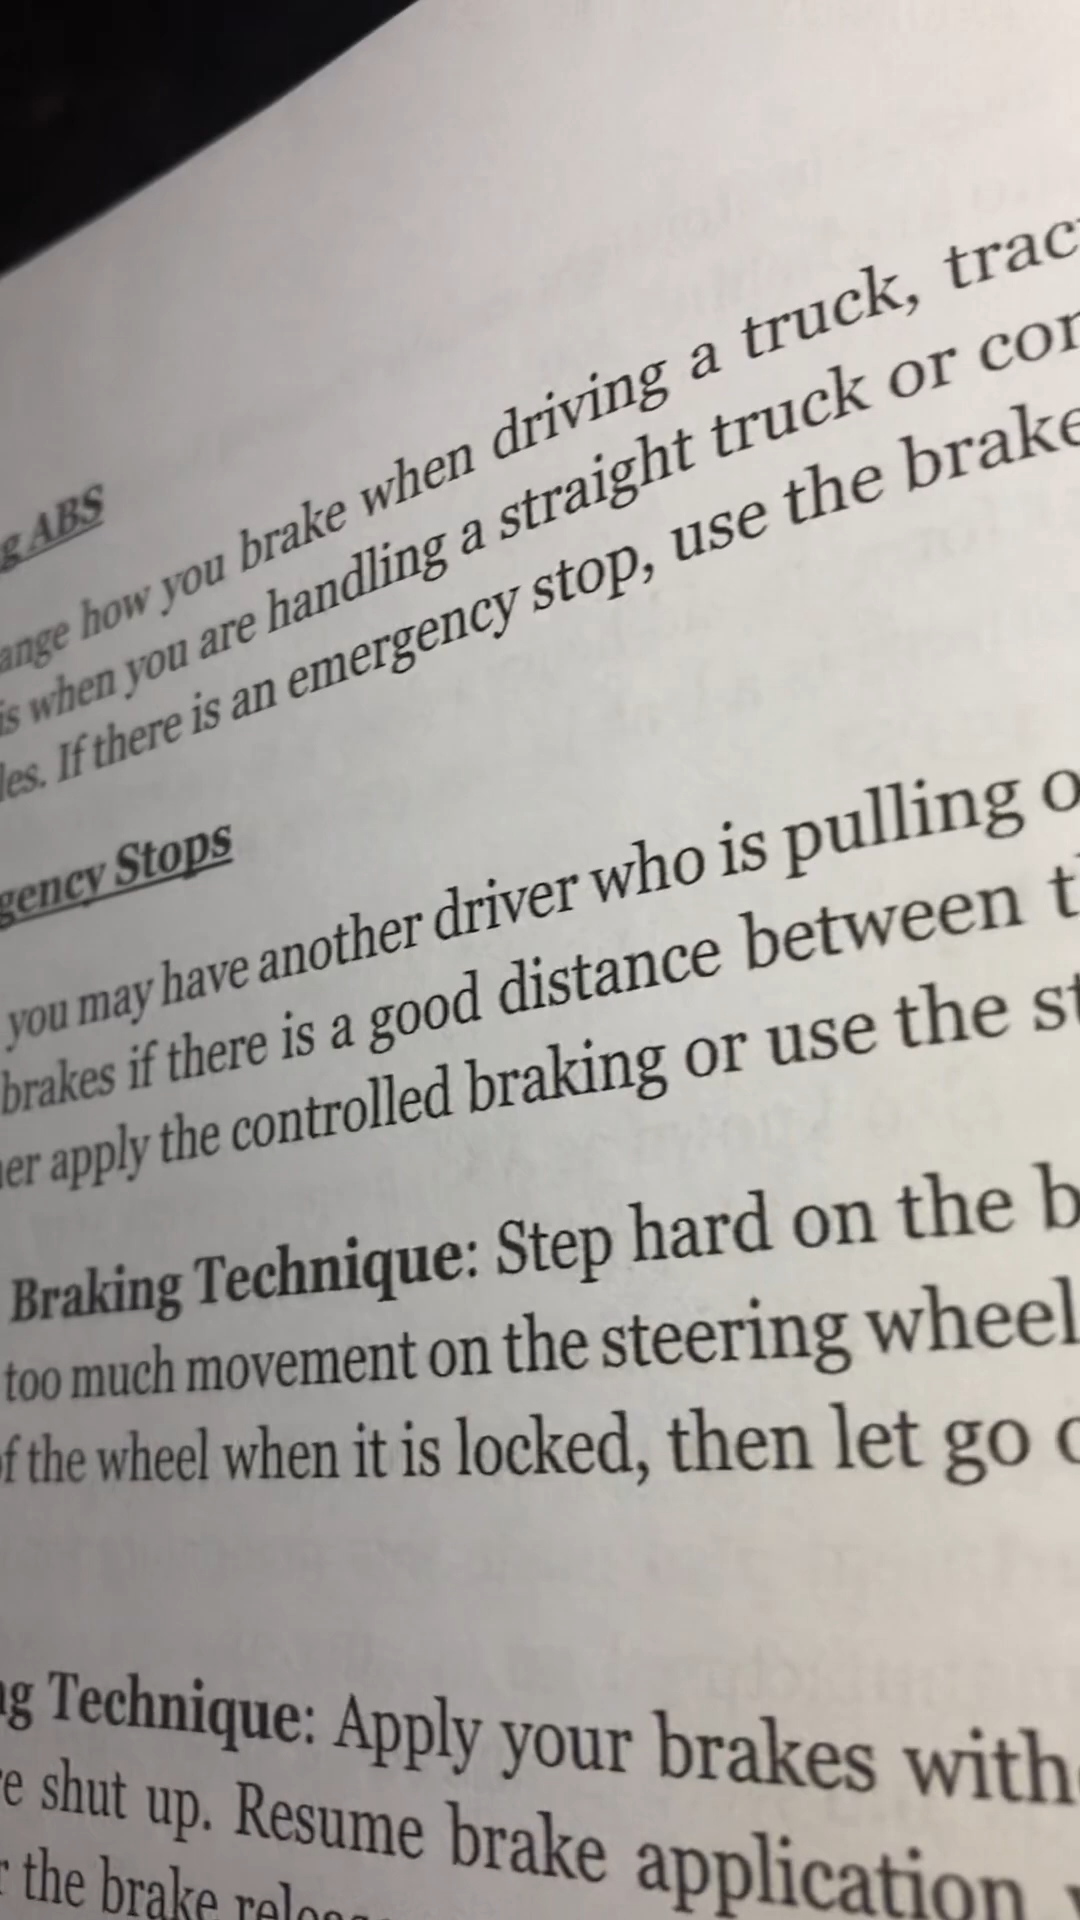 g ABS
ange how you brake when driving a truck, trac
is when you are handling a straight truck or cor
les. If there is an emergency stop, use the brake
gency Stops
you may have another driver who is pulling o
brakes if there is a good distance between t
er apply the controlled braking or use the st
Braking Technique: Step hard on the b
too much movement on the steering wheel
of the wheel when it is locked, then let go o
g Technique: Apply your brakes with
e shut up. Resume brake application
r the brake